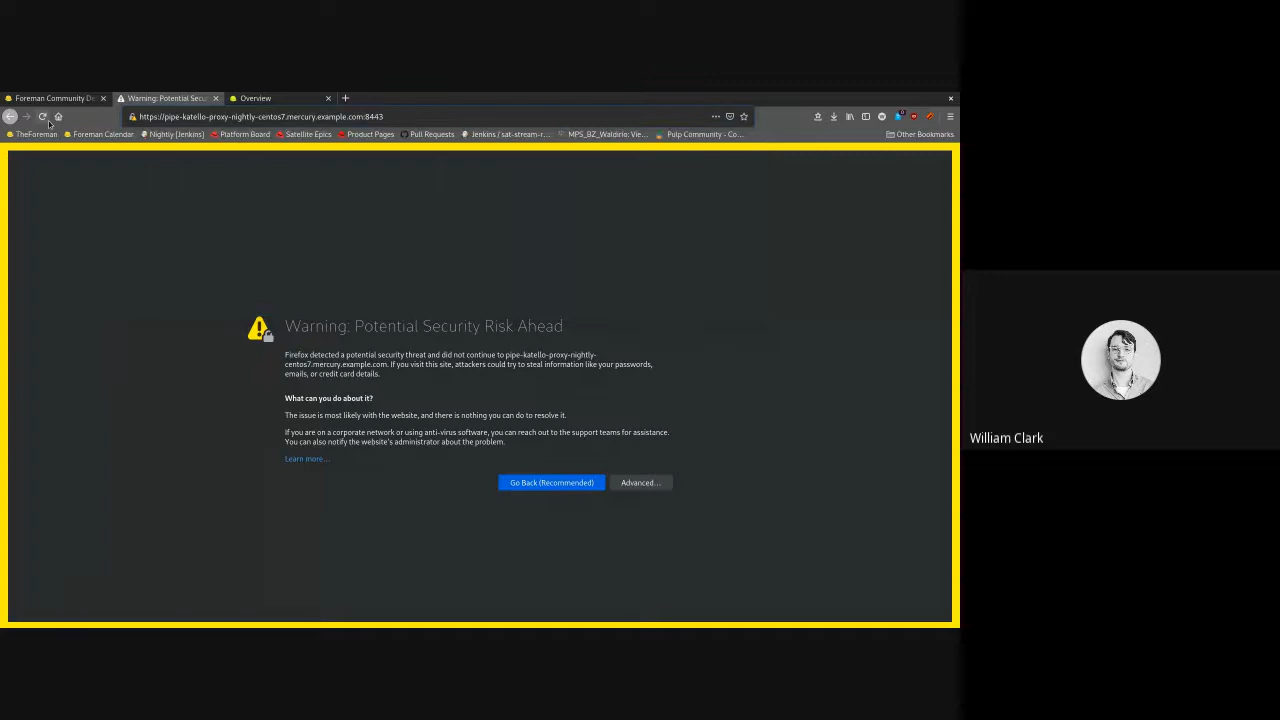 Foreman Community De
Warning: Potential Secu
Overview
https://pipe-katello-proxy-nightly-centos7.mercury.example.com:8443
TheForeman
Foreman Calendar
Nightly [Jenkins]
Platform Board
Satellite Epics
Product Pages
Pull Requests
Jenkins / sat-stream-r...
MPS_BZ_Waldirio: Vie...
Pulp Community - Co...
Other Bookmarks
Warning: Potential Security Risk Ahead
Firefox detected a potential security threat and did not continue to pipe-katello-proxy-nightly-
centos7.mercury.example.com. If you visit this site, attackers could try to steal information like your passwords,
emails, or credit card details.
What can you do about it?
The issue is most likely with the website, and there is nothing you can do to resolve it.
If you are on a corporate network or using anti-virus software, you can reach out to the support teams for assistance.
You can also notify the website's administrator about the problem.
Learn more...
Go Back (Recommended)
Advanced...
William Clark